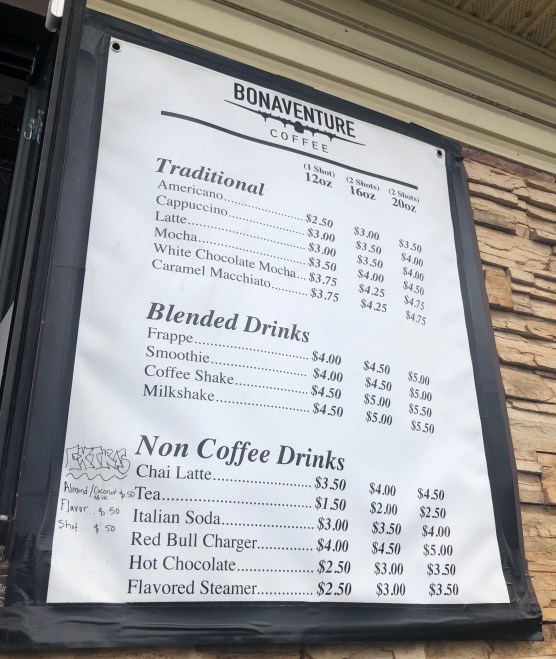 BONAVENTURE
COFFEE
(1 Shot) (2 Shots) (2 Shots)
Traditional 12oz 16oz 20oz
Americano..................$2.50 $3.00 $3.50
Cappuccino..................$3.00 $3.50 $4.00
Latte..................$3.00 $3.50 $4.00
Mocha..................$3.50 $4.00 $4.50
White Chocolate Mocha...$3.75 $4.25 $4.75
Caramel Macchiato..........$3.75 $4.25 $4.75
Blended Drinks
Frappe..................$4.00 $4.50 $5.00
Smoothie..................$4.00 $4.50 $5.00
Coffee Shake..................$4.50 $5.00 $5.50
Milkshake..................$4.50 $5.00 $5.50
Non Coffee Drinks
Chai Latte..................$3.50 $4.00 $4.50
Tea..................$1.50 $2.00 $2.50
Italian Soda..................$3.00 $3.50 $4.00
Red Bull Charger.............$4.00 $4.50 $5.00
Hot Chocolate..................$2.50 $3.00 $3.50
Flavored Steamer.............$2.50 $3.00 $3.50
EXTRAS
Almond/Coconut Milk $.50
Flavor.. $.50
Shot.. $.50